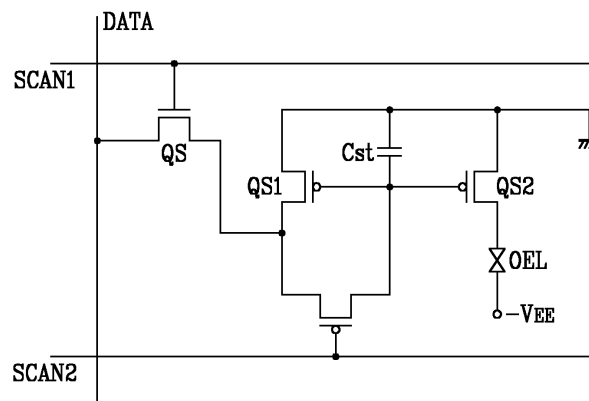 DATA
SCAN1
QS
Cst
QS1
QS2
OEL
-VEE
SCAN2